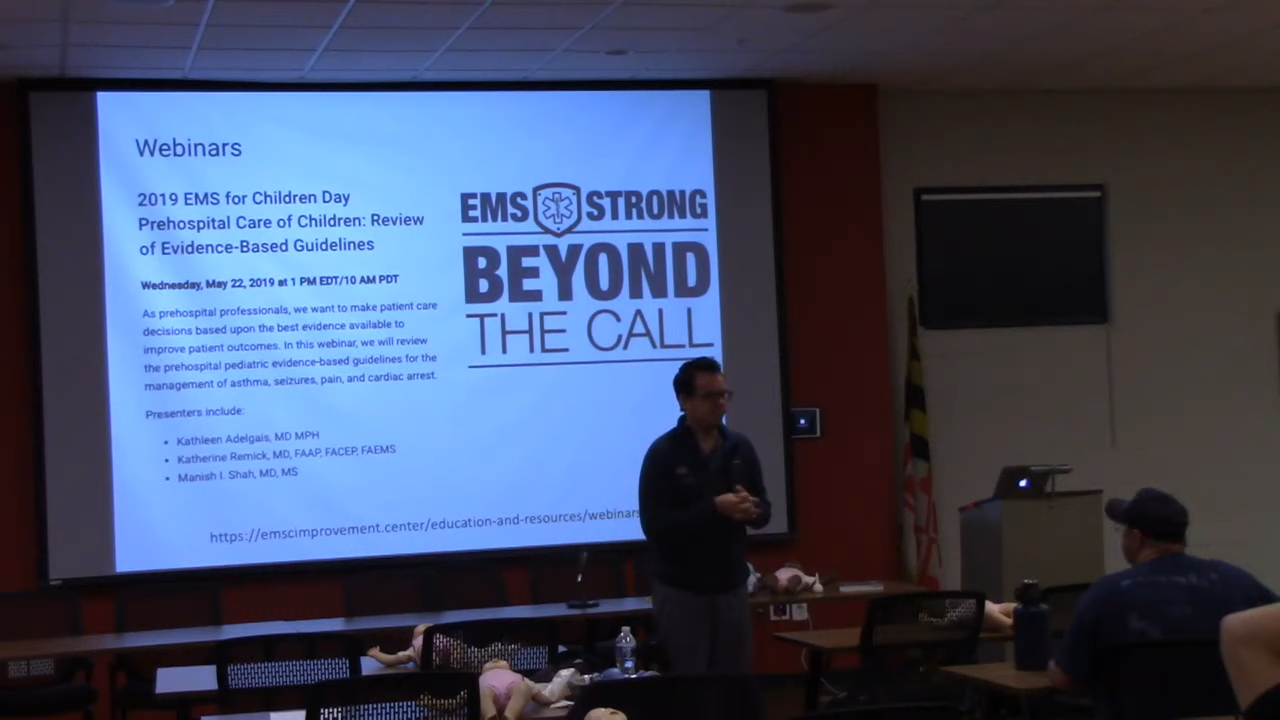 Webinars
2019 EMS for Children Day
Prehospital Care of Children: Review
of Evidence-Based Guidelines
Wednesday, May 22, 2019 at 1 PM EDT/10 AM PDT
As prehospital professionals, we want to make patient care
decisions based upon the best evidence available to
improve patient outcomes. In this webinar, we will review
the prehospital pediatric evidence-based guidelines for the
management of asthma, seizures, pain, and cardiac arrest.
Presenters include:
• Kathleen Adelgais, MD MPH
• Katherine Remick, MD, FAAP, FACEP, FAEMS
• Manish I. Shah, MD, MS
https://emscimprovement.center/education-and-resources/webinars
EMS STRONG
BEYOND
THE CALL